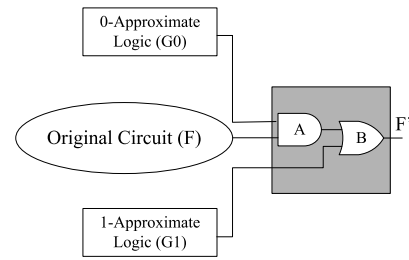 0-Approximate
Logic (G0)
A
B
F'
Original Circuit (F)
1-Approximate
Logic (G1)